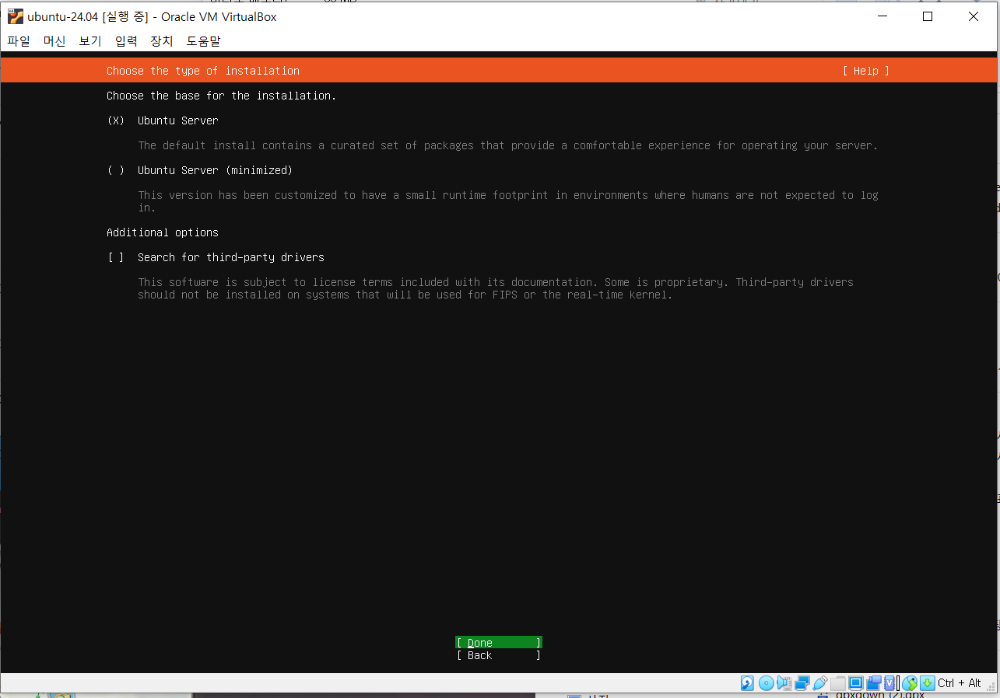 ubuntu-24.04 [실행 중] - Oracle VM VirtualBox
파일 머신 보기 입력 장치 도움말
Choose the type of installation [ Help ]
Choose the base for the installation.
(X) Ubuntu Server
The default install contains a curated set of packages that provide a comfortable experience for operating your server.
( ) Ubuntu Server (minimized)
This version has been customized to have a small runtime footprint in environments where humans are not expected to log
in.
Additional options
[ ] Search for third-party drivers
This software is subject to license terms included with its documentation. Some is proprietary. Third-party drivers
should not be installed on systems that will be used for FIPS or the real-time kernel.
[ Done ]
[ Back ]
Ctrl + Alt
gpxdown (2).gpx